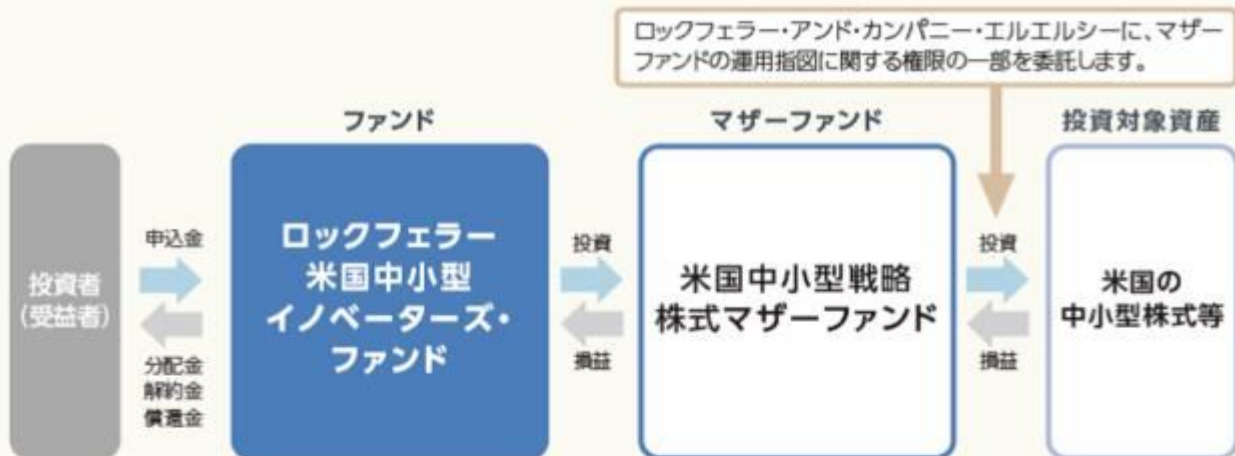 ロックフェラー・アンド・カンパニー・エルエルシーに、マザー
ファンドの運用指図に関する権限の一部を委託します。
ファンド
マザーファンド
投資対象資産
投資者
(受益者)
申込金
分配金
解約金
償還金
ロックフェラー
米国中小型
イノベーターズ・
ファンド
投資
損益
米国中小型戦略
株式マザーファンド
投資
損益
米国の
中小型株式等